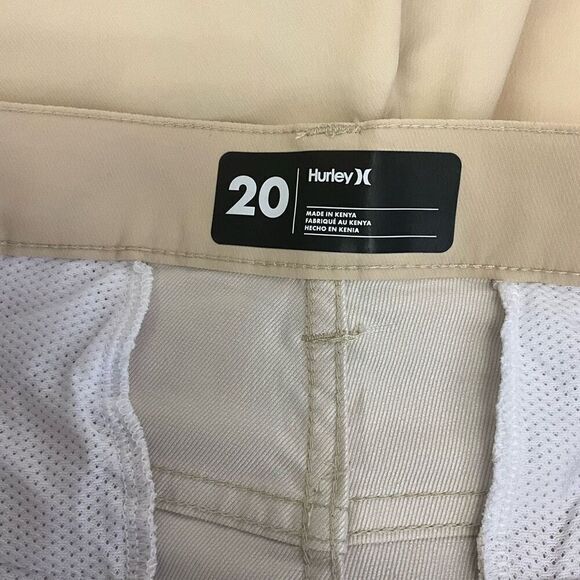 20
Hurley
MADE IN KENYA
FABRIQUÉ AU KENYA
HECHO EN KENIA